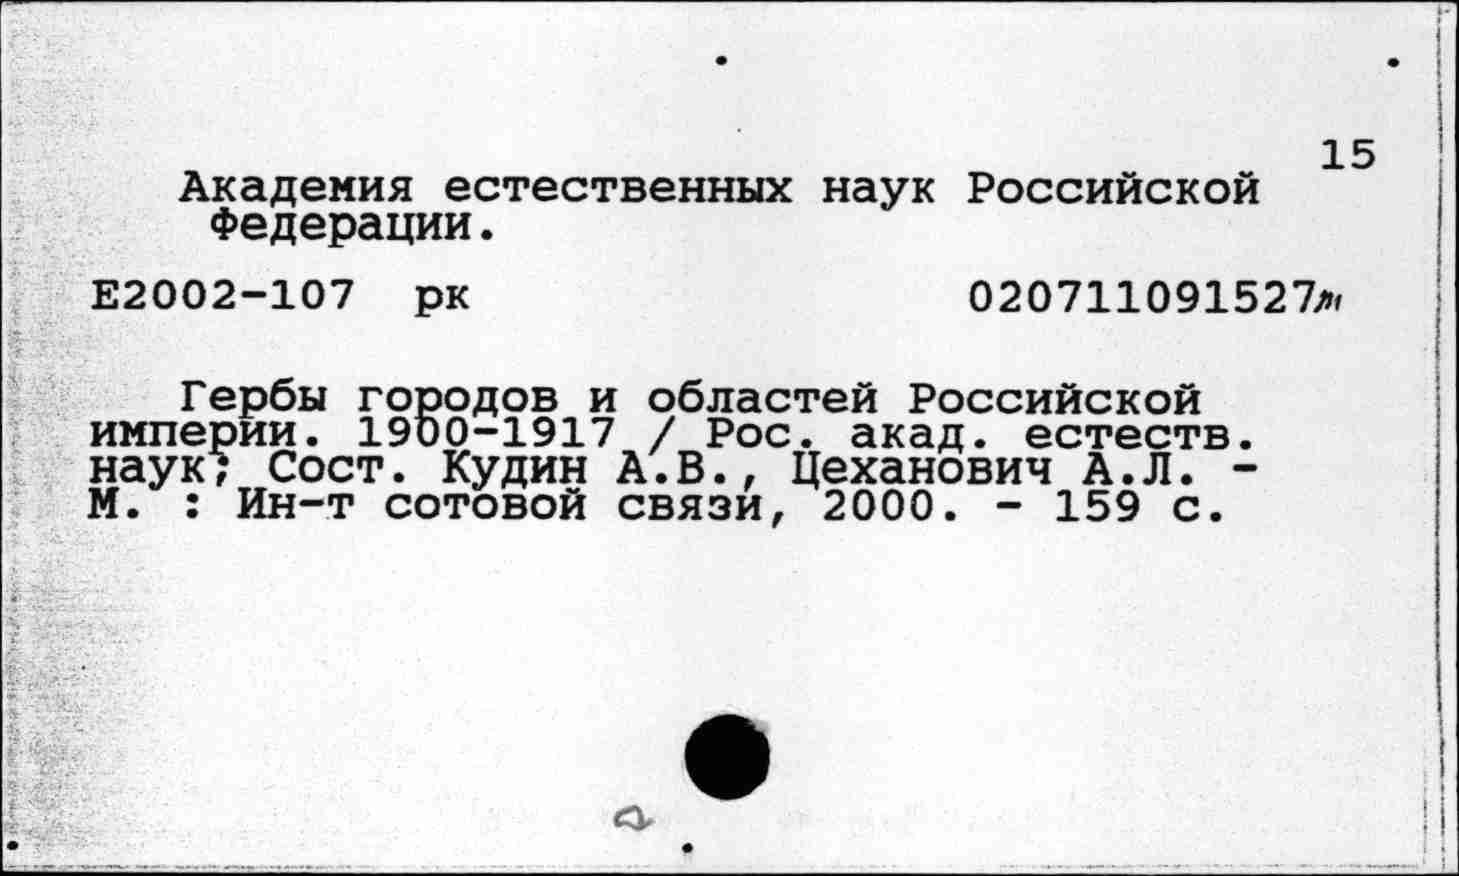 15
Академия естественных наук Российской
Федерации.
Е2002-107 рк 020711091527
Гербы городов и областей Российской
империи. 1900-1917 / Рос. акад. естеств.
наук; Сост. Кудин А.В., Цеханович А.Л. -
М. : Ин-т сотовой связи, 2000. - 159 с.